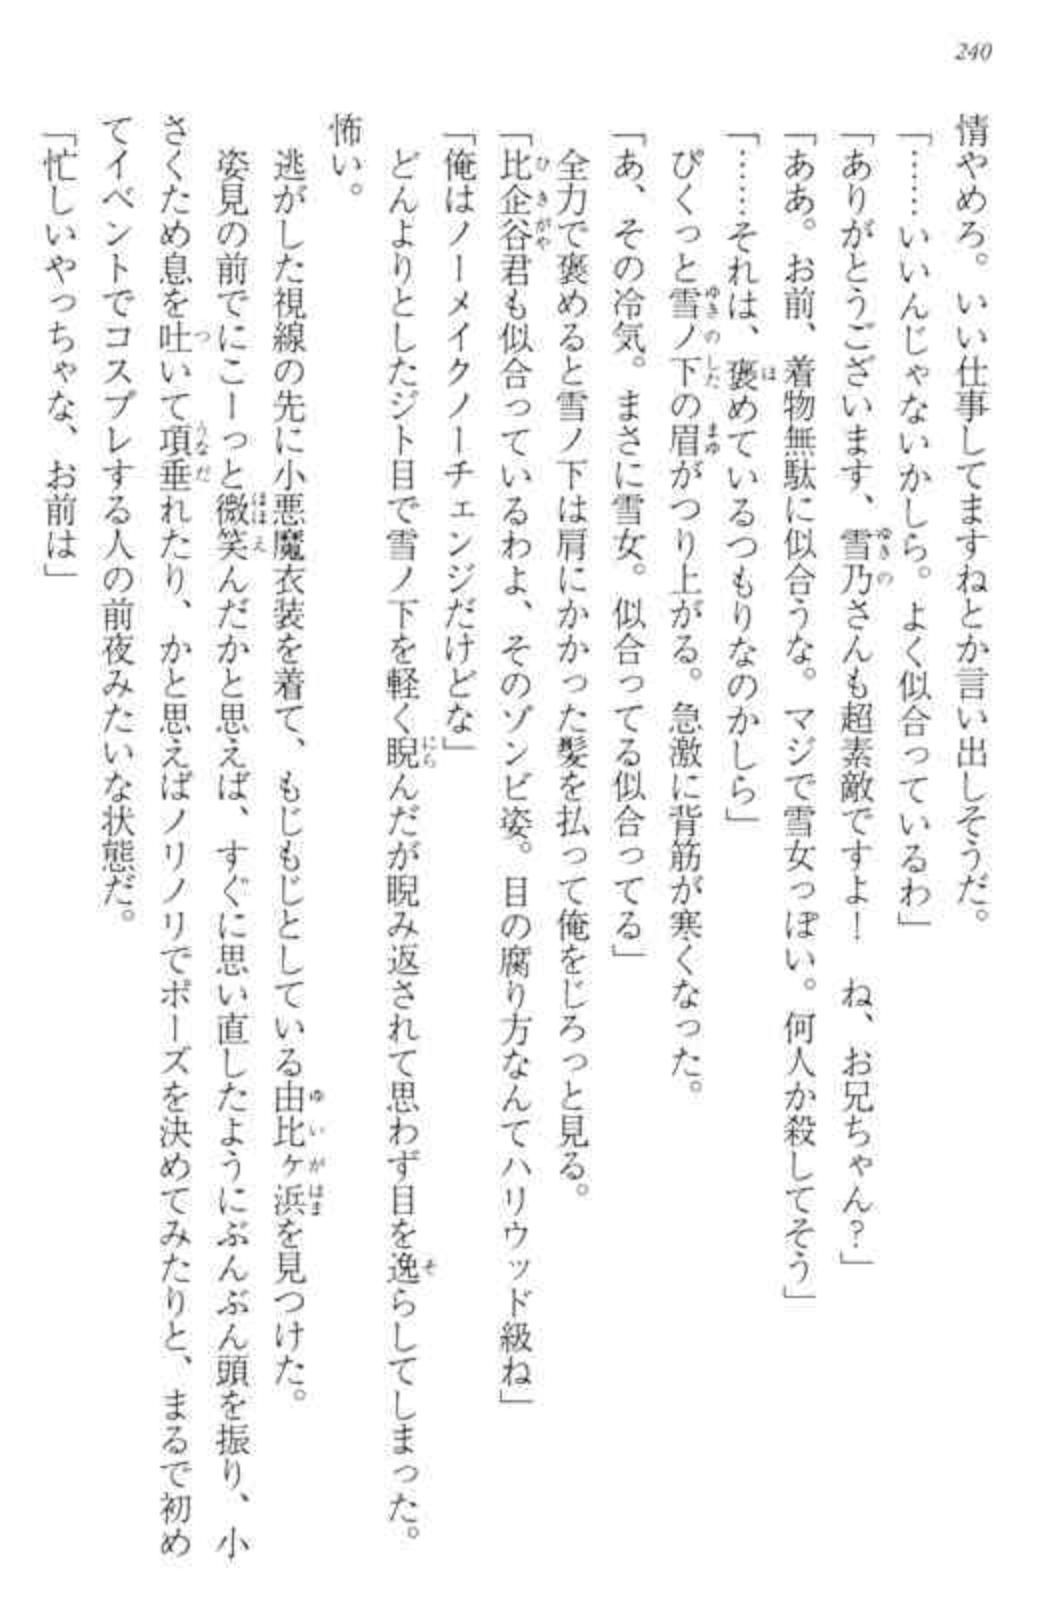 240
情やめろ。いい仕事してますねとか言い出しそうだ。
「……いいんじゃないかしら。よく似合っているわ」
「ありがとうございます、雪乃さんも超素敵ですよ！　ね、お兄ちゃん？」
「ああ。お前、着物無駄に似合うな。マジで雪女っぽい。何人か殺してそう」
「……それは、褒めているつもりなのかしら」
ぴくっと雪ノ下の眉がつり上がる。急激に背筋が寒くなった。
「あ、その冷気。まさに雪女。似合ってる似合ってる」
全力で褒めると雪ノ下は肩にかかった髪を払って俺をじろっと見る。
「比企谷君も似合っているわよ、そのゾンビ姿。目の腐り方なんてハリウッド級ね」
「俺はノーメイクノーチェンジだけどな」
どんよりとしたジト目で雪ノ下を軽く睨んだが睨み返されて思わず目を逸らしてしまった。
怖い。
逃がした視線の先に小悪魔衣装を着て、もじもじとしている由比ヶ浜を見つけた。
姿見の前でにこーっと微笑んだかと思えば、すぐに思い直したようにぶんぶん頭を振り、小
さくため息を吐いて項垂れたり、かと思えばノリノリでポーズを決めてみたりと、まるで初め
てイベントでコスプレする人の前夜みたいな状態だ。
「忙しいやっちゃな、お前は」